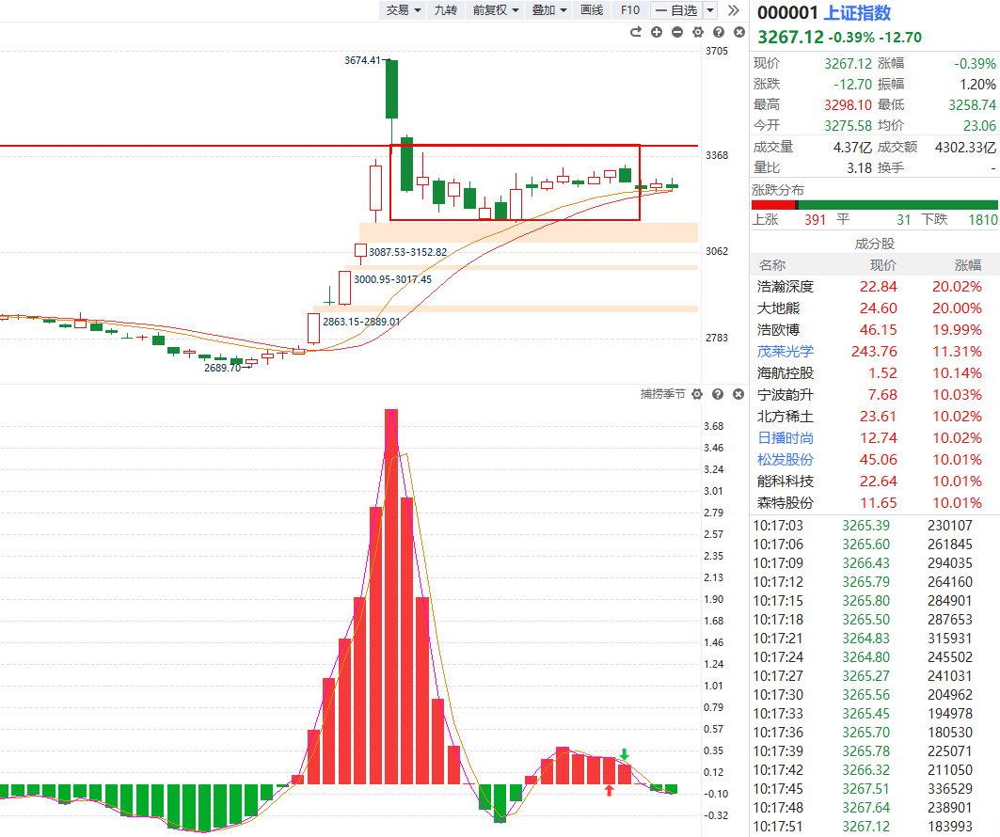 交易 九转 前复权 叠加 画线 F10 一 自选
000001 上证指数
3267.12 -0.39% -12.70
现价 3267.12 涨幅 -0.39%
涨跌 -12.70 振幅 1.20%
最高 3298.10 最低 3258.74
今开 3275.58 均价 23.06
成交量 4.37亿 成交额 4302.33亿
量比 3.18 换手 -
涨跌分布
上涨 391 平 31 下跌 1810
成分股
名称 现价 涨幅
浩瀚深度 22.84 20.02%
大地熊 24.60 20.00%
浩欧博 46.15 19.99%
茂莱光学 243.76 11.31%
海航控股 1.52 10.14%
宁波韵升 7.68 10.03%
北方稀土 23.61 10.02%
日播时尚 12.74 10.02%
松发股份 45.06 10.01%
能科科技 22.64 10.01%
森特股份 11.65 10.01%
10:17:03 3265.39 230107
10:17:06 3265.60 261845
10:17:09 3266.43 294035
10:17:12 3265.79 264160
10:17:15 3265.80 284901
10:17:18 3265.50 287653
10:17:21 3264.83 315931
10:17:24 3264.80 245502
10:17:27 3265.27 241031
10:17:30 3265.56 204962
10:17:33 3265.45 194978
10:17:36 3265.70 180530
10:17:39 3265.78 225071
10:17:42 3266.32 211050
10:17:45 3267.51 336529
10:17:48 3267.64 238901
10:17:51 3267.12 183993
3705
3674.41
3368
3062
3087.53-3152.82
3000.95-3017.45
2863.15-2889.01
2783
2689.70
捕捞季节
3.68
3.46
3.24
3.01
2.79
2.57
2.35
2.13
1.90
1.68
1.46
1.24
1.01
0.79
0.57
0.35
0.12
-0.10
-0.32